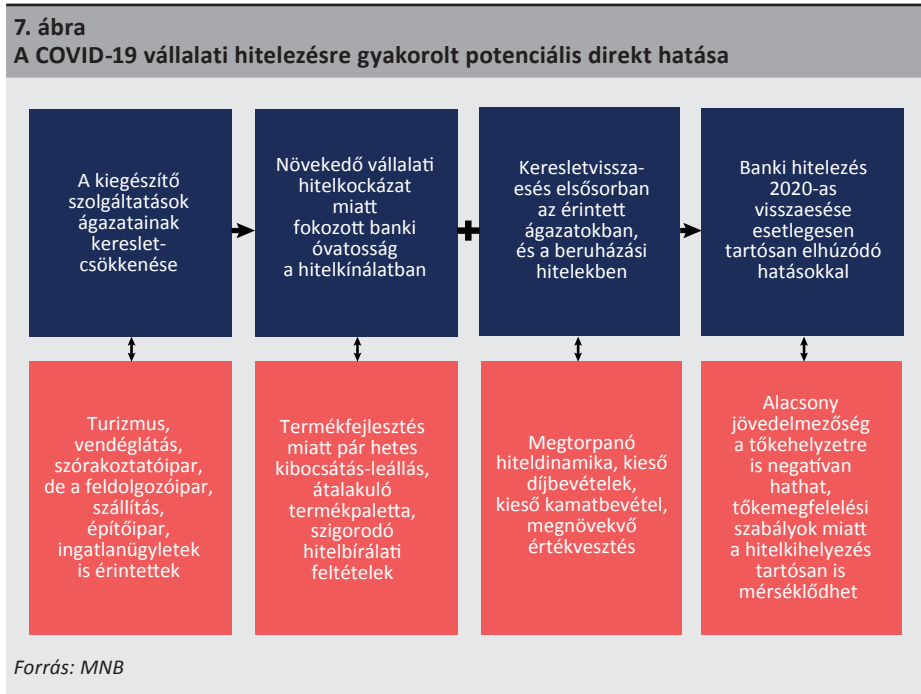 7. ábra
A COVID-19 vállalati hitelezésre gyakorolt potenciális direkt hatása
A kiegészítő
szolgáltatások
ágazatainak
kereslet-
csökkenése
Növekedő vállalati
hitelkockázat
miatt
fokozott banki
óvatosság
a hitelkínálatban
Keresletvissza-
esés elsősorban
az érintett
ágazatokban,
és a beruházási
hitelekben
Banki hitelezés
2020-as
visszaesése
esetlegesen
tartósan elhúzódó
hatásokkal
Turizmus,
vendéglátás,
szórakoztatóipar,
de a feldolgozóipar,
szállítás,
építőipar,
ingatlanügyletek
is érintettek
Termékfejlesztés
miatt pár hetes
kibocsátás-leállás,
átalakuló
termékpaletta,
szigorodó
hitelbírálati
feltételek
Megtorpanó
hiteldinamika, kieső
díjbevételek,
kieső kamatbevétel,
megnövekvő
értékvesztés
Alacsony
jövedelmezőség
a tőkehelyzetre
is negatívan
hathat,
tőkemegfelelési
szabályok miatt
a hitelkihelyezés
tartósan is
mérséklődhet
Forrás: MNB